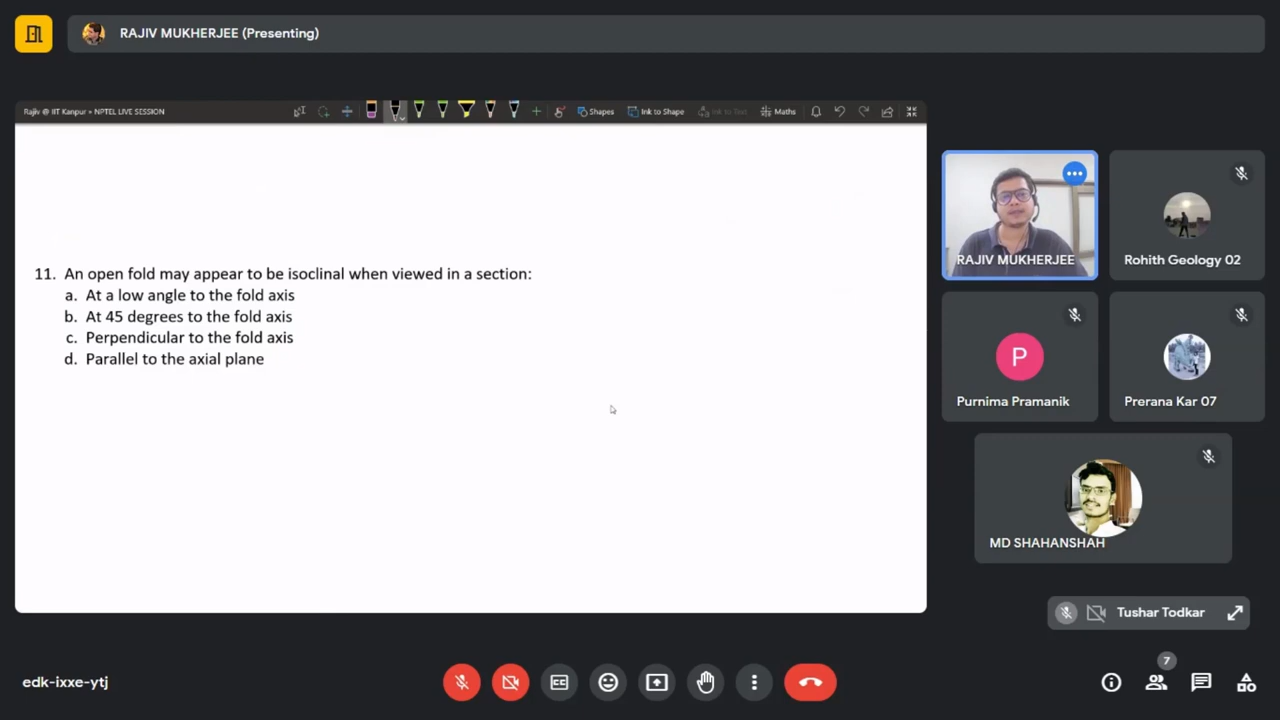 RAJIV MUKHERJEE (Presenting)
Rajiv @ IIT Kanpur » NPTEL LIVE SESSION
Shapes
Ink to Shape
Ink to Text
Maths
11. An open fold may appear to be isoclinal when viewed in a section:
a. At a low angle to the fold axis
b. At 45 degrees to the fold axis
c. Perpendicular to the fold axis
d. Parallel to the axial plane
RAJIV MUKHERJEE
Rohith Geology 02
P
Purnima Pramanik
Prerana Kar 07
MD SHAHANSHAH
Tushar Todkar
edk-ixxe-ytj
7